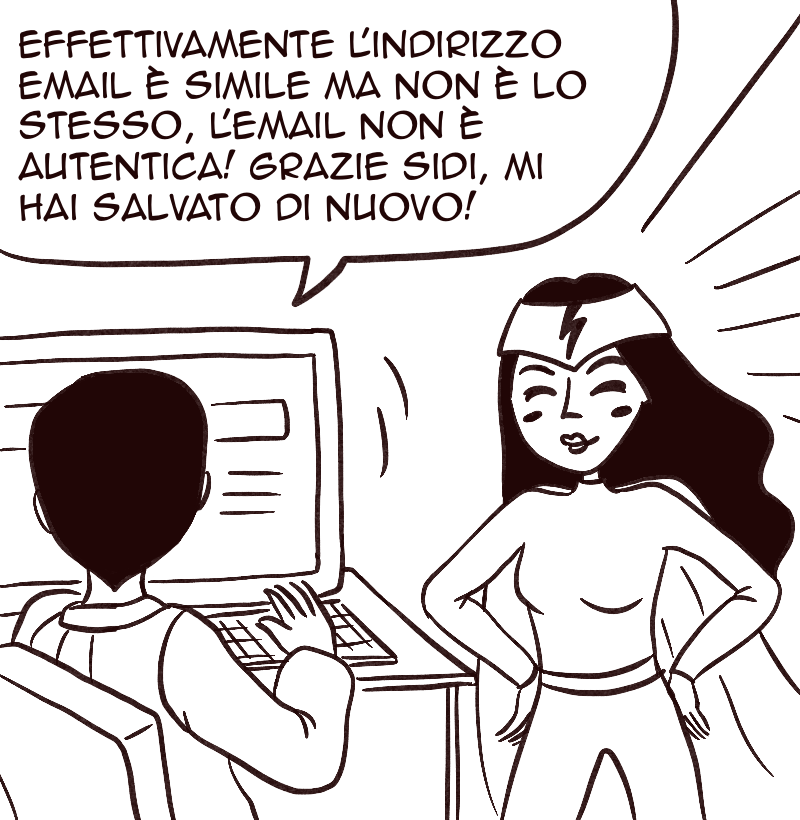 EFFETTIVAMENTE L'INDIRIZZO
EMAIL È SIMILE MA NON È LO
STESSO, L'EMAIL NON È
AUTENTICA! GRAZIE SIDI, MI
HAI SALVATO DI NUOVO!